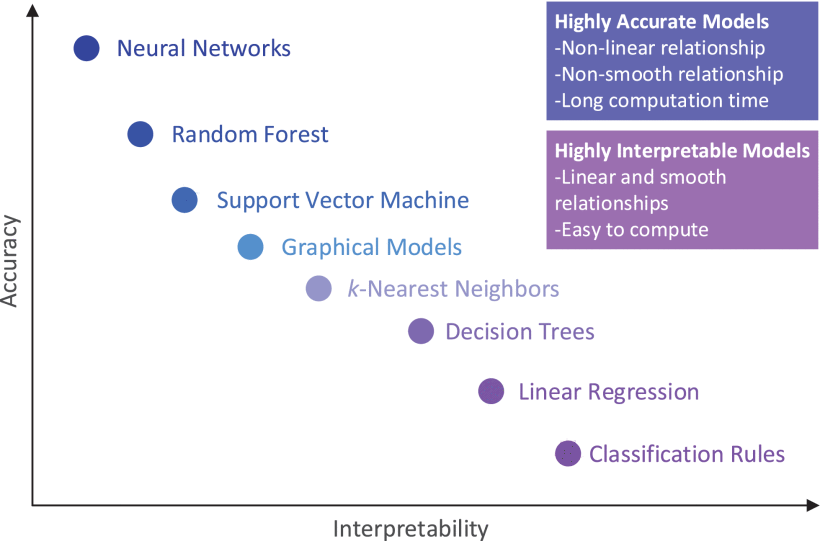 Highly Accurate Models
-Non-linear relationship
-Non-smooth relationship
-Long computation time
Highly Interpretable Models
-Linear and smooth
relationships
-Easy to compute
Neural Networks
Random Forest
Support Vector Machine
Graphical Models
k-Nearest Neighbors
Decision Trees
Linear Regression
Classification Rules
Accuracy
Interpretability